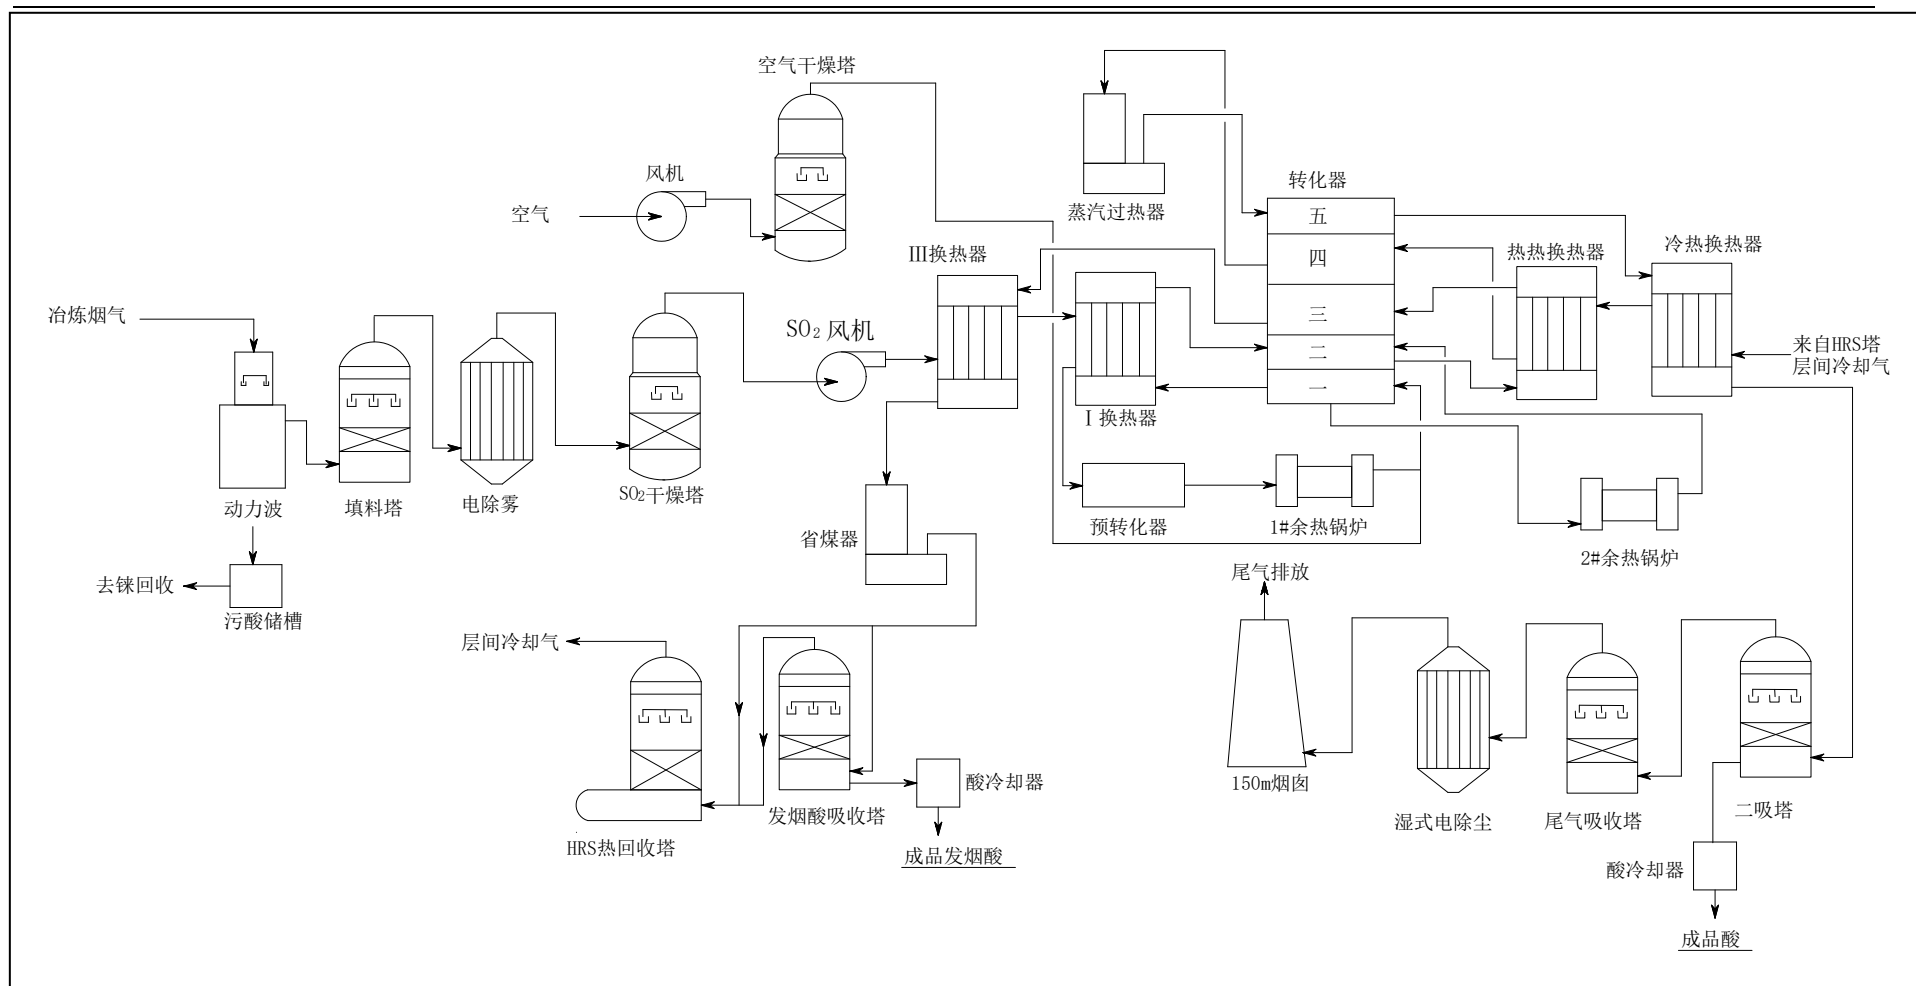 空气干燥塔
风机
空气
蒸汽过热器
转化器
五
四
三
二
一
III换热器
热热换热器
冷热换热器
冶炼烟气
SO₂风机
来自HRS塔
层间冷却气
I换热器
动力波
填料塔
电除雾
SO₂干燥塔
预转化器
1#余热锅炉
2#余热锅炉
省煤器
去铼回收
污酸储槽
尾气排放
层间冷却气
酸冷却器
150m烟囱
发烟酸吸收塔
HRS热回收塔
成品发烟酸
湿式电除尘
尾气吸收塔
二吸塔
酸冷却器
成品酸